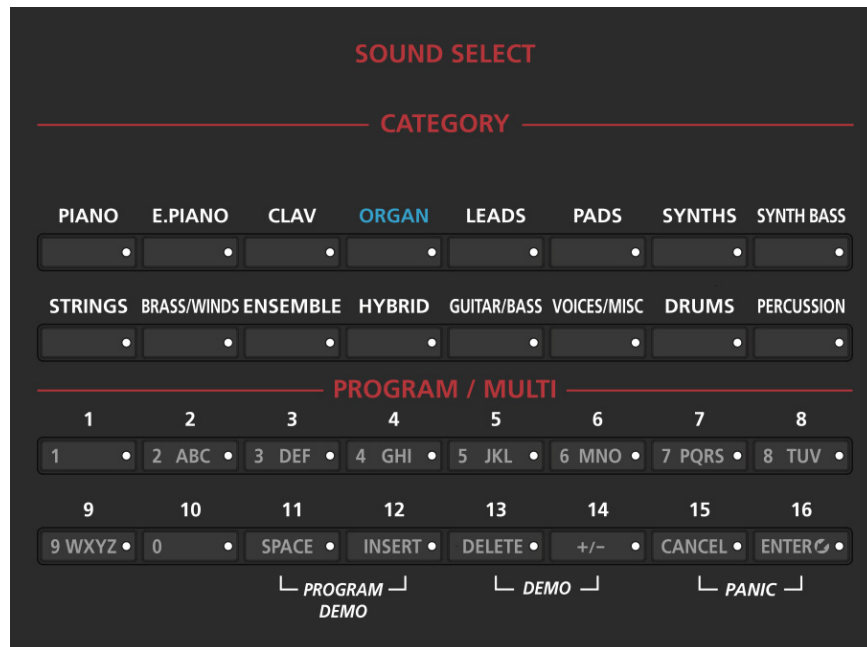 SOUND SELECT
CATEGORY
PIANO E.PIANO CLAV ORGAN LEADS PADS SYNTHS SYNTH BASS
STRINGS BRASS/WINDS ENSEMBLE HYBRID GUITAR/BASS VOICES/MISC DRUMS PERCUSSION
PROGRAM / MULTI
1 2 3 4 5 6 7 8
1 2 ABC 3 DEF 4 GHI 5 JKL 6 MNO 7 PQRS 8 TUV
9 10 11 12 13 14 15 16
9 WXYZ 0 SPACE INSERT DELETE +/– CANCEL ENTER
PROGRAM DEMO PANIC
DEMO